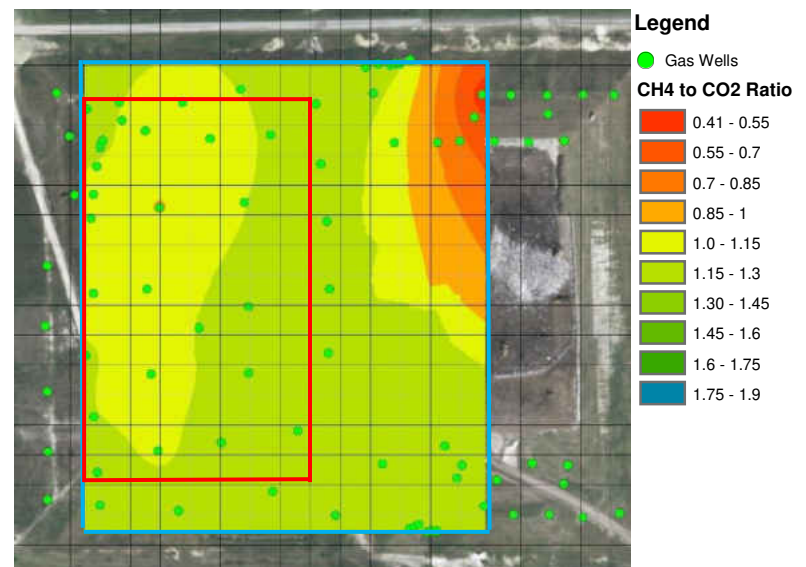 Legend
Gas Wells
CH4 to CO2 Ratio
0.41 - 0.55
0.55 - 0.7
0.7 - 0.85
0.85 - 1
1.0 - 1.15
1.15 - 1.3
1.30 - 1.45
1.45 - 1.6
1.6 - 1.75
1.75 - 1.9